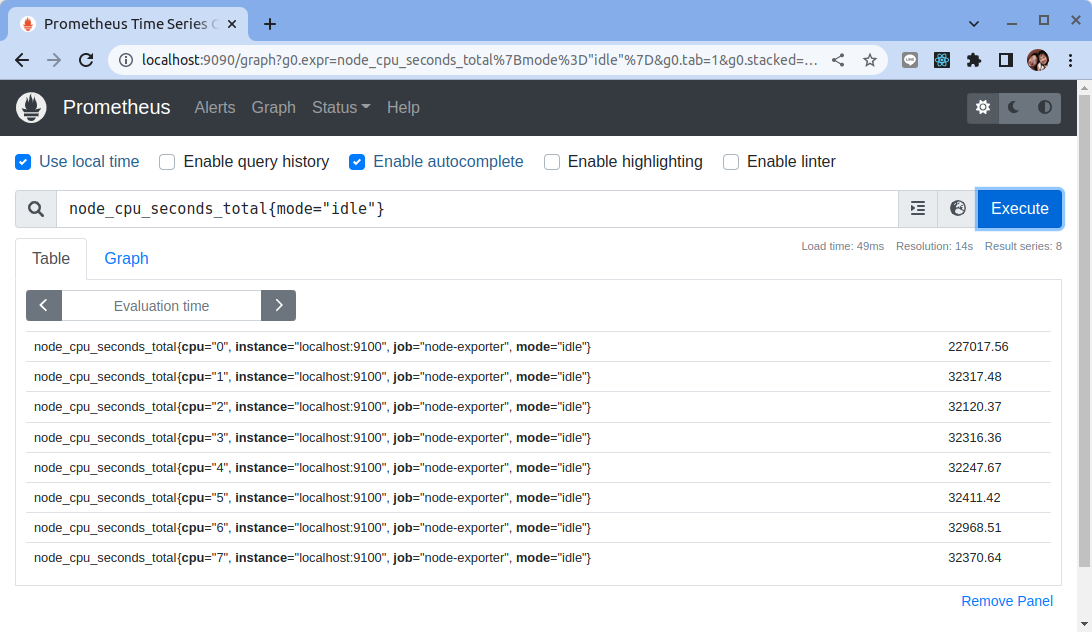 Prometheus Time Series C
localhost:9090/graph?g0.expr=node_cpu_seconds_total%7Bmode%3D"idle"%7D&g0.tab=1&g0.stacked=...
Prometheus Alerts Graph Status Help
Use local time Enable query history Enable autocomplete Enable highlighting Enable linter
node_cpu_seconds_total{mode="idle"} Execute
Load time: 49ms Resolution: 14s Result series: 8
Table Graph
Evaluation time
node_cpu_seconds_total{cpu="0", instance="localhost:9100", job="node-exporter", mode="idle"} 227017.56
node_cpu_seconds_total{cpu="1", instance="localhost:9100", job="node-exporter", mode="idle"} 32317.48
node_cpu_seconds_total{cpu="2", instance="localhost:9100", job="node-exporter", mode="idle"} 32120.37
node_cpu_seconds_total{cpu="3", instance="localhost:9100", job="node-exporter", mode="idle"} 32316.36
node_cpu_seconds_total{cpu="4", instance="localhost:9100", job="node-exporter", mode="idle"} 32247.67
node_cpu_seconds_total{cpu="5", instance="localhost:9100", job="node-exporter", mode="idle"} 32411.42
node_cpu_seconds_total{cpu="6", instance="localhost:9100", job="node-exporter", mode="idle"} 32968.51
node_cpu_seconds_total{cpu="7", instance="localhost:9100", job="node-exporter", mode="idle"} 32370.64
Remove Panel